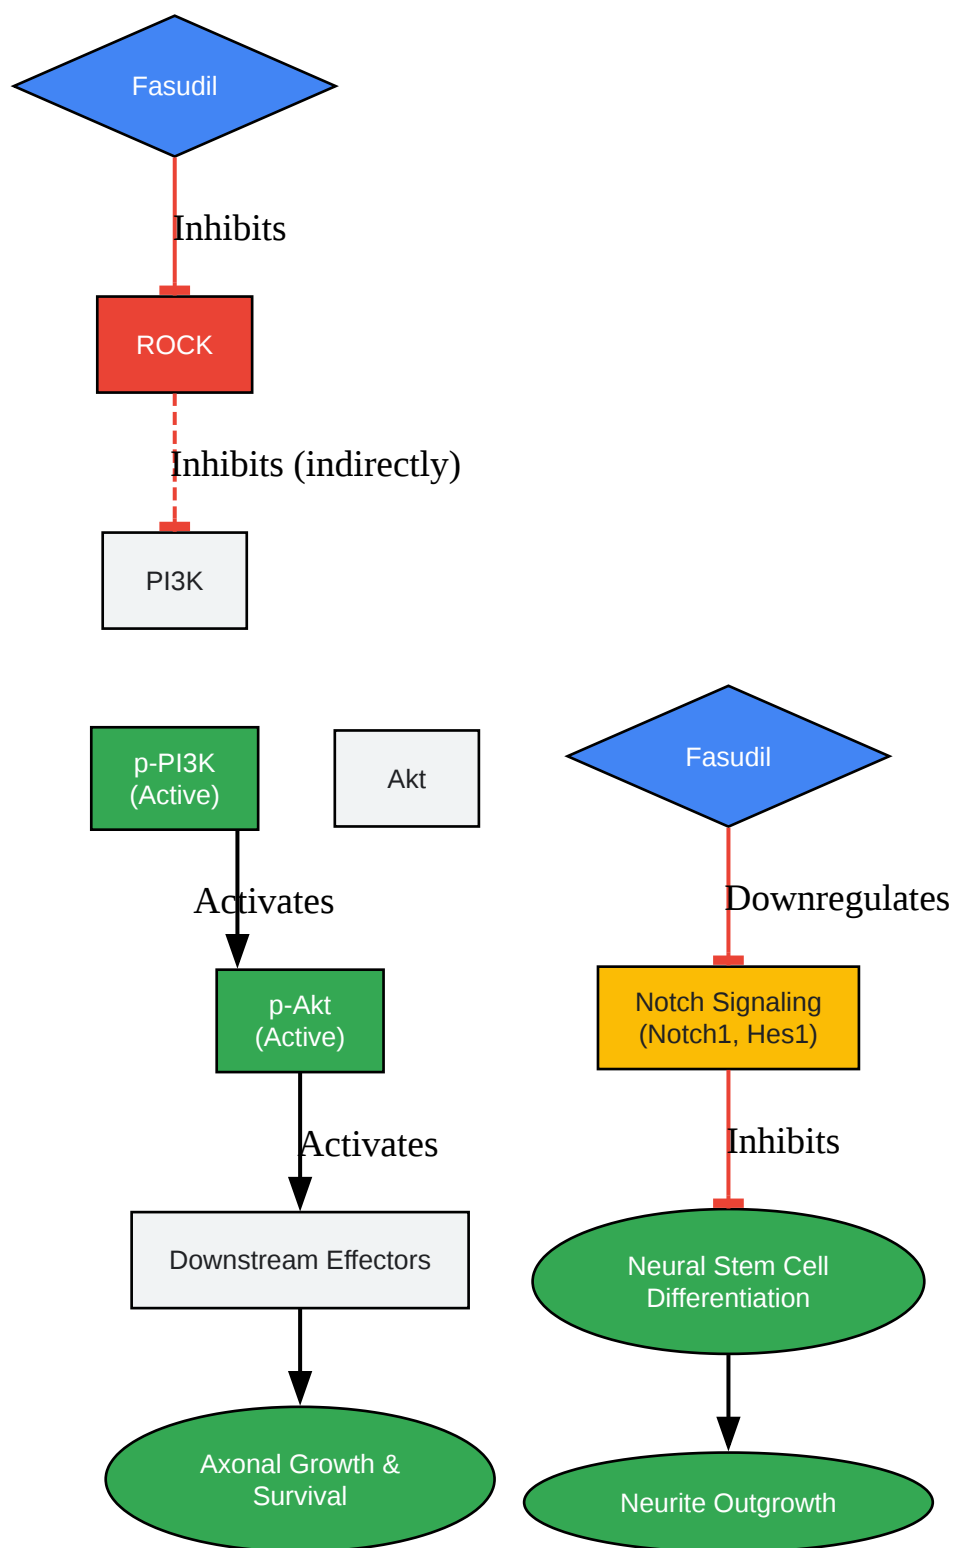 Fasudil
Inhibits
ROCK
Inhibits (indirectly)
PI3K
p-PI3K
(Active)
Akt
Activates
p-Akt
(Active)
Activates
Downstream Effectors
Axonal Growth &
Survival
Fasudil
Downregulates
Notch Signaling
(Notch1, Hes1)
Inhibits
Neural Stem Cell
Differentiation
Neurite Outgrowth